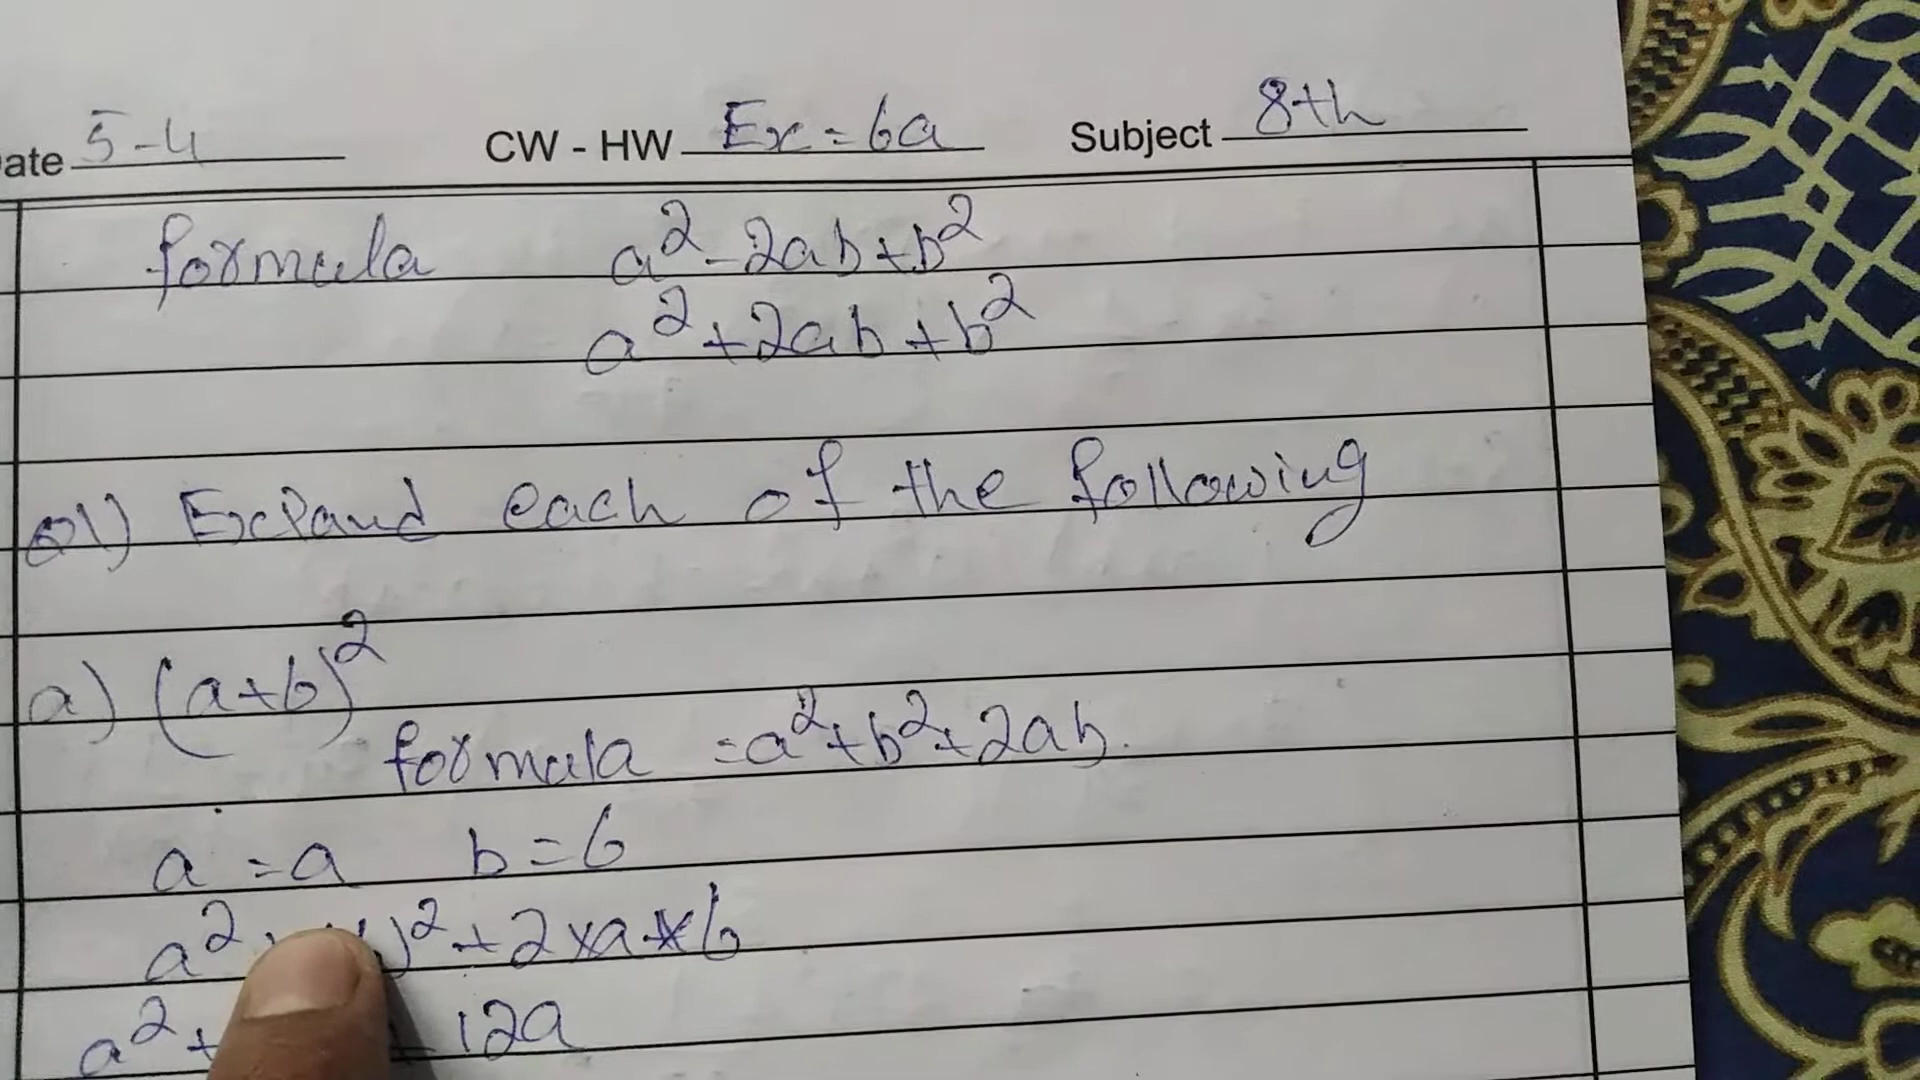 ate 5-4 CW - HW Ex = 6a Subject 8th
formula a² - 2ab + b²
a² + 2ab + b²
Q1) Expand each of the following
a) (a+6)²
formula = a² + b² + 2ab.
a = a b = 6
a² + )² + 2xax6
a² + 12a